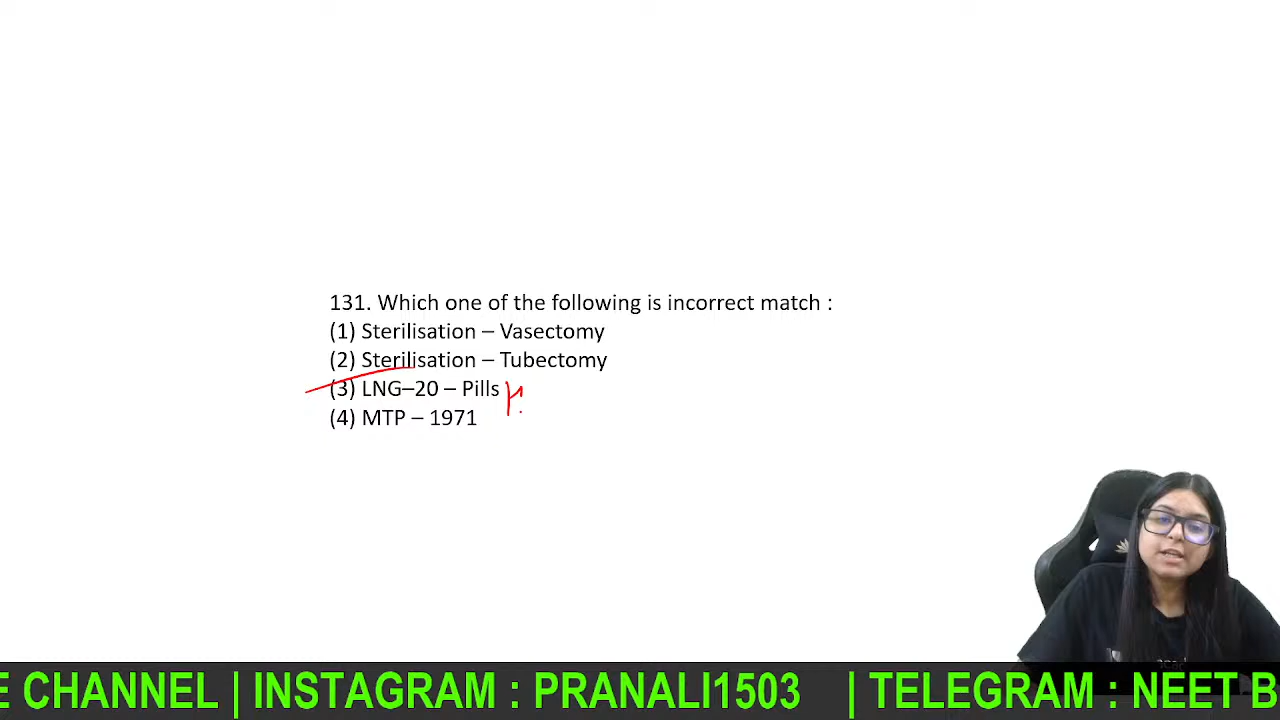 131. Which one of the following is incorrect match :
(1) Sterilisation – Vasectomy
(2) Sterilisation – Tubectomy
(3) LNG–20 – Pills
(4) MTP – 1971
E CHANNEL | INSTAGRAM : PRANALI1503 | TELEGRAM : NEET B